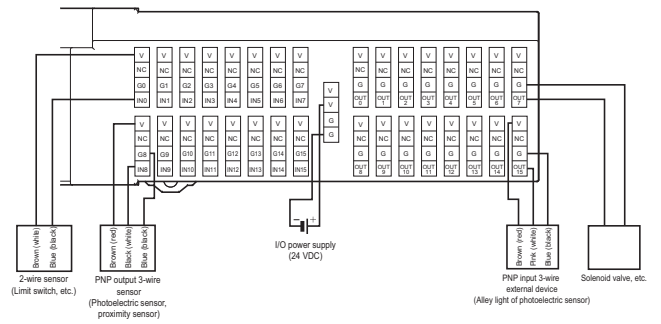 V V V V V V V V V V V V V V V V
NC NC NC NC NC NC NC NC NC NC NC NC NC NC NC NC
G0 G1 G2 G3 G4 G5 G6 G7 G G G G G G G G
IN0 IN1 IN2 IN3 IN4 IN5 IN6 IN7 OUT 0 OUT 1 OUT 2 OUT 3 OUT 4 OUT 5 OUT 6 OUT 7
V
V
G
G
V V V V V V V V V V V V V V V V
NC NC NC NC NC NC NC NC NC NC NC NC NC NC NC NC
G8 G9 G10 G11 G12 G13 G14 G15 G G G G G G G G
IN8 IN9 IN10 IN11 IN12 IN13 IN14 IN15 OUT 8 OUT 9 OUT 10 OUT 11 OUT 12 OUT 13 OUT 14 OUT 15
− +
I/O power supply
(24 VDC)
Brown (white)
Blue (black)
2-wire sensor
(Limit switch, etc.)
Brown (red)
Black (white)
Blue (black)
PNP output 3-wire
sensor
(Photoelectric sensor,
proximity sensor)
Brown (red)
Pink (white)
Blue (black)
PNP input 3-wire
external device
(Alley light of photoelectric sensor)
Solenoid valve, etc.